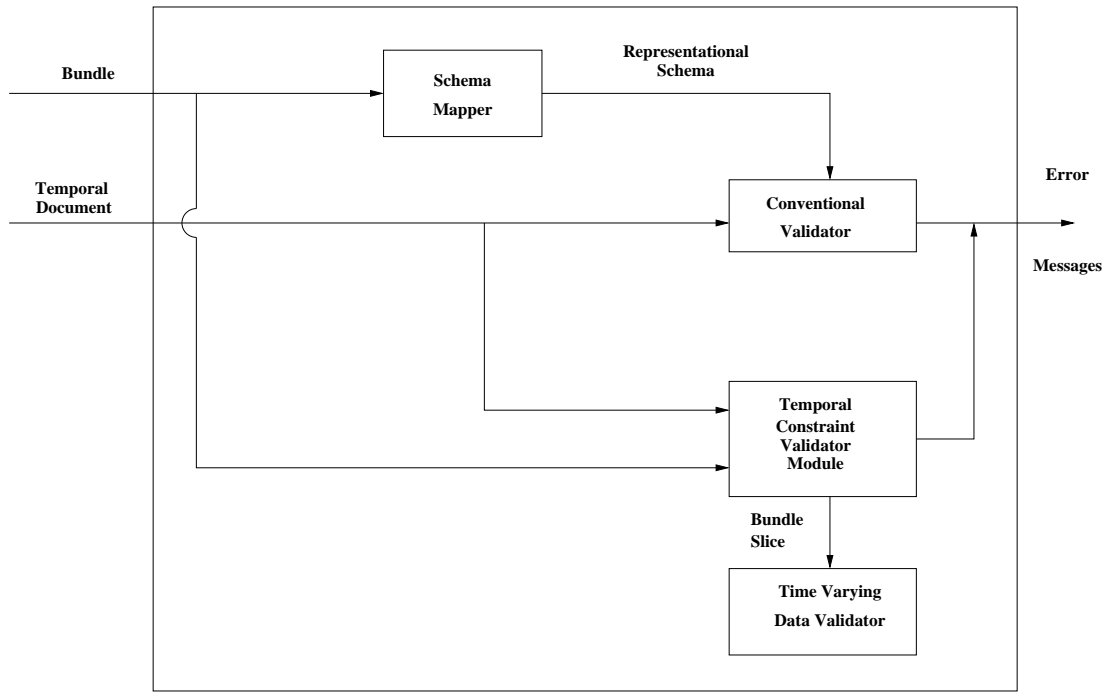 Bundle
Schema
Mapper
Representational
Schema
Temporal
Document
Conventional
Validator
Error
Messages
Temporal
Constraint
Validator
Module
Bundle
Slice
Time Varying
Data Validator